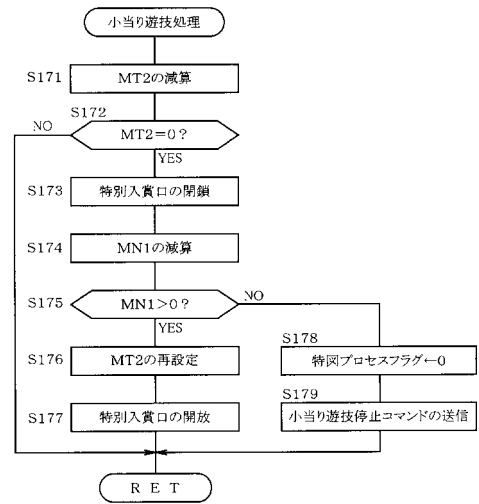 小当り遊技処理
S171
MT2の減算
S172
NO
MT2=0?
YES
S173
特別入賞口の閉鎖
S174
MN1の減算
S175
MN1>0?
NO
YES
S176
MT2の再設定
S178
特図プロセスフラグ←0
S177
特別入賞口の開放
S179
小当り遊技停止コマンドの送信
RET